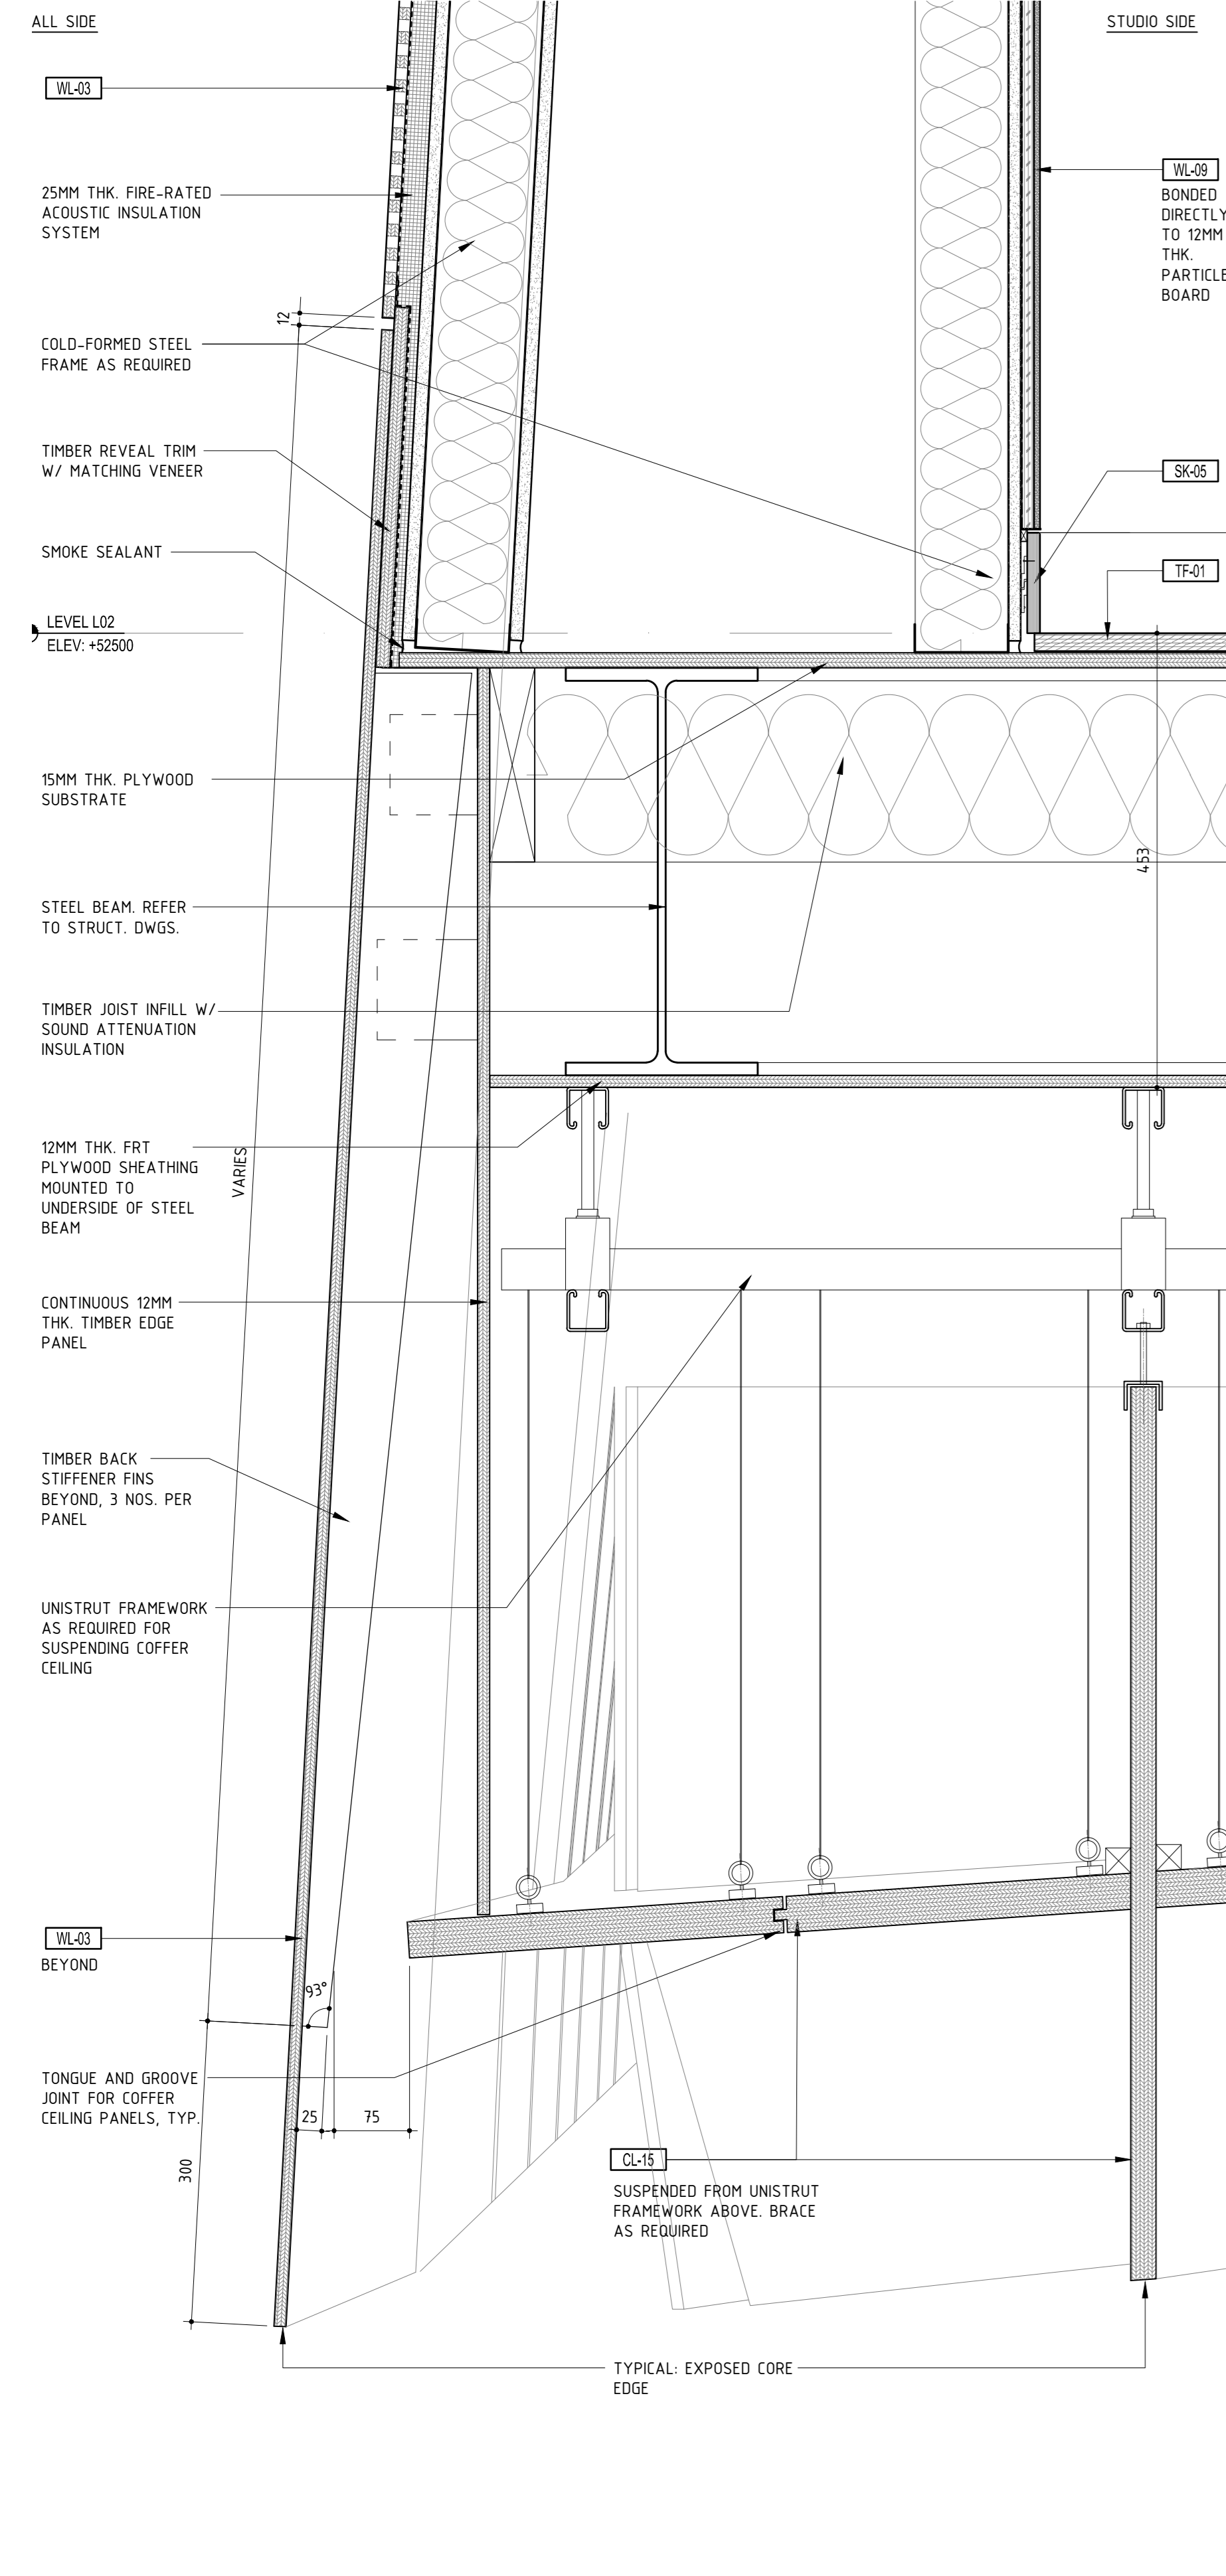 ALL SIDE
STUDIO SIDE
WL-03
25MM THK. FIRE-RATED
ACOUSTIC INSULATION
SYSTEM
WL-09
BONDED
DIRECTLY
TO 12MM
THK.
PARTICLE
BOARD
12
COLD-FORMED STEEL
FRAME AS REQUIRED
TIMBER REVEAL TRIM
W/ MATCHING VENEER
SK-05
SMOKE SEALANT
TF-01
LEVEL L02
ELEV: +52500
15MM THK. PLYWOOD
SUBSTRATE
453
STEEL BEAM. REFER
TO STRUCT. DWGS.
TIMBER JOIST INFILL W/
SOUND ATTENUATION
INSULATION
12MM THK. FRT
PLYWOOD SHEATHING
MOUNTED TO
UNDERSIDE OF STEEL
BEAM
VARIES
CONTINUOUS 12MM
THK. TIMBER EDGE
PANEL
TIMBER BACK
STIFFENER FINS
BEYOND, 3 NOS. PER
PANEL
UNISTRUT FRAMEWORK
AS REQUIRED FOR
SUSPENDING COFFER
CEILING
WL-03
BEYOND
93°
TONGUE AND GROOVE
JOINT FOR COFFER
CEILING PANELS, TYP.
25
75
300
CL-15
SUSPENDED FROM UNISTRUT
FRAMEWORK ABOVE. BRACE
AS REQUIRED
TYPICAL: EXPOSED CORE
EDGE